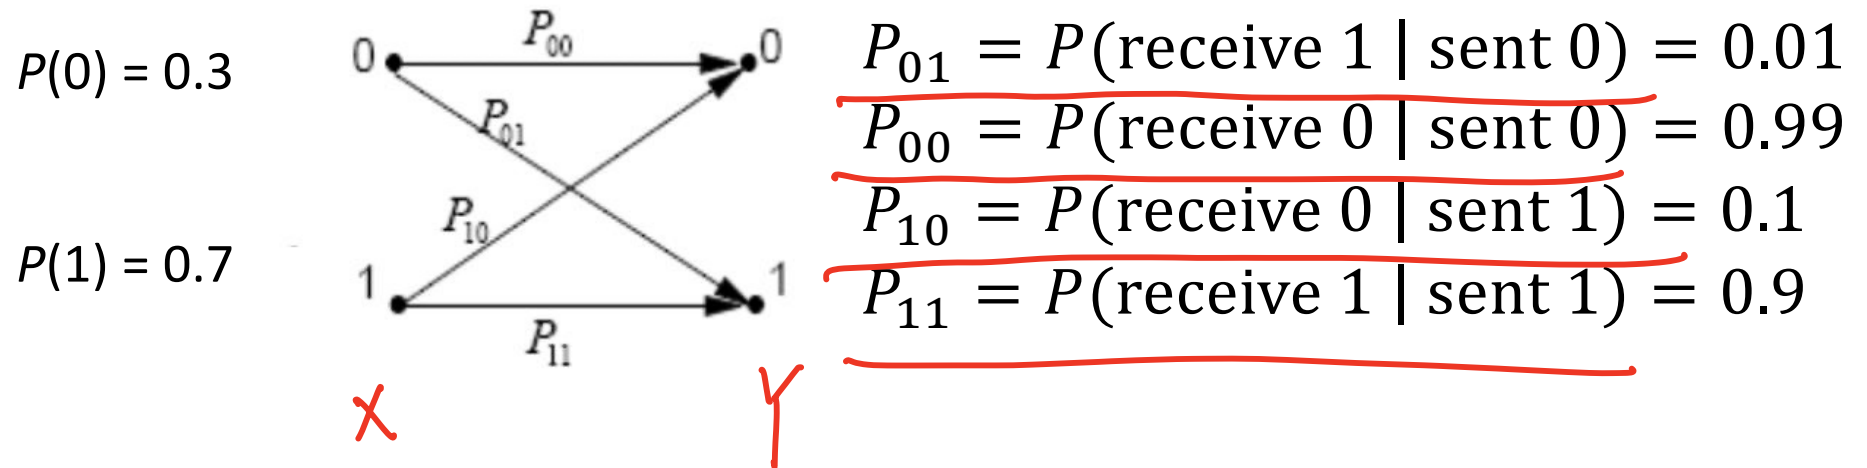 P(0) = 0.3
0 P₀₀ 0
P₀₁
P₁₀
P(1) = 0.7
1 P₁₁ 1
X Y
P₀₁ = P(receive 1 | sent 0) = 0.01
P₀₀ = P(receive 0 | sent 0) = 0.99
P₁₀ = P(receive 0 | sent 1) = 0.1
P₁₁ = P(receive 1 | sent 1) = 0.9